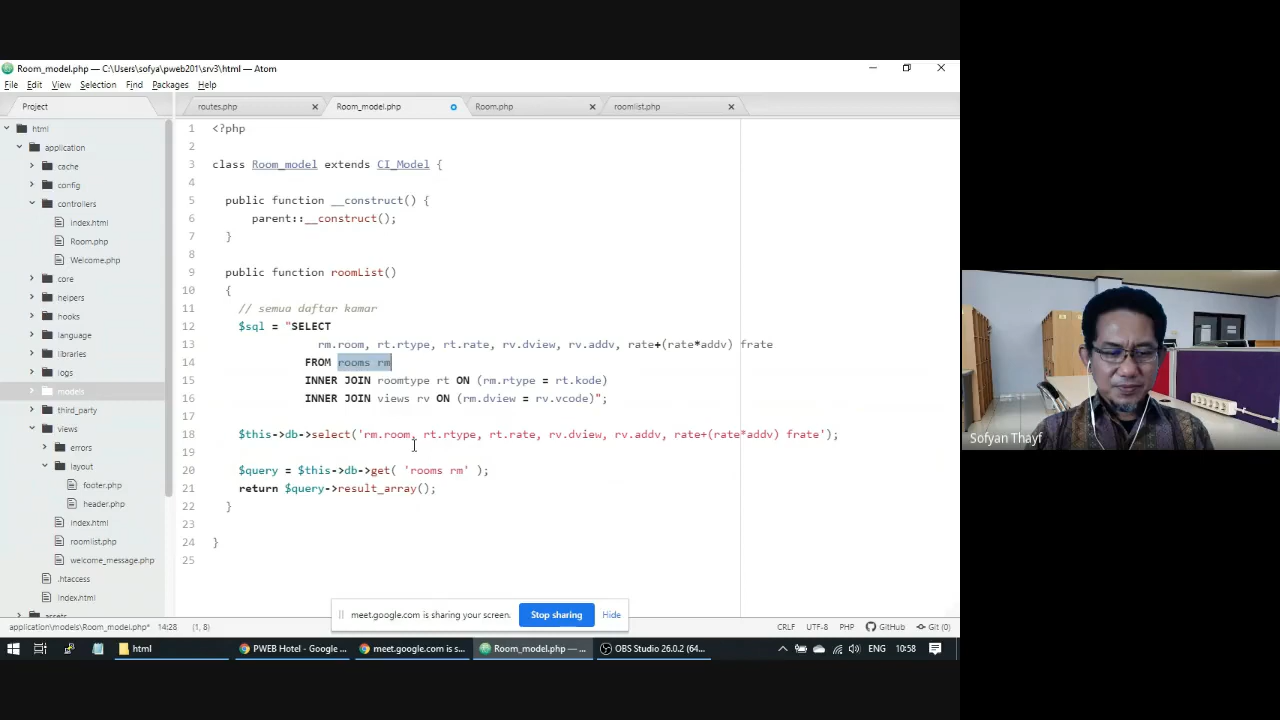 Room_model.php — C:\Users\sofya\pweb201\srv3\html — Atom
File Edit View Selection Find Packages Help
Project
routes.php
Room_model.php
Room.php
roomlist.php
html
application
cache
config
controllers
index.html
Room.php
Welcome.php
core
helpers
hooks
language
libraries
logs
models
third_party
views
errors
layout
footer.php
header.php
index.html
roomlist.php
welcome_message.php
.htaccess
index.html
assets
1 <?php
2
3 class Room_model extends CI_Model {
4
5 public function __construct() {
6 parent::__construct();
7 }
8
9 public function roomList()
10 {
11 // semua daftar kamar
12 $sql = "SELECT
13 rm.room, rt.rtype, rt.rate, rv.dview, rv.addv, rate+(rate*addv) frate
14 FROM rooms rm
15 INNER JOIN roomtype rt ON (rm.rtype = rt.kode)
16 INNER JOIN views rv ON (rm.dview = rv.vcode)";
17
18 $this->db->select('rm.room, rt.rtype, rt.rate, rv.dview, rv.addv, rate+(rate*addv) frate');
19
20 $query = $this->db->get( 'rooms rm' );
21 return $query->result_array();
22 }
23
24 }
25
Sofyan Thayf
meet.google.com is sharing your screen. Stop sharing Hide
application\models\Room_model.php* 14:28 (1, 8) CRLF UTF-8 PHP GitHub Git (0)
html PWEB Hotel - Google ... meet.google.com is s... Room_model.php — ... OBS Studio 26.0.2 (64... ENG 10:58